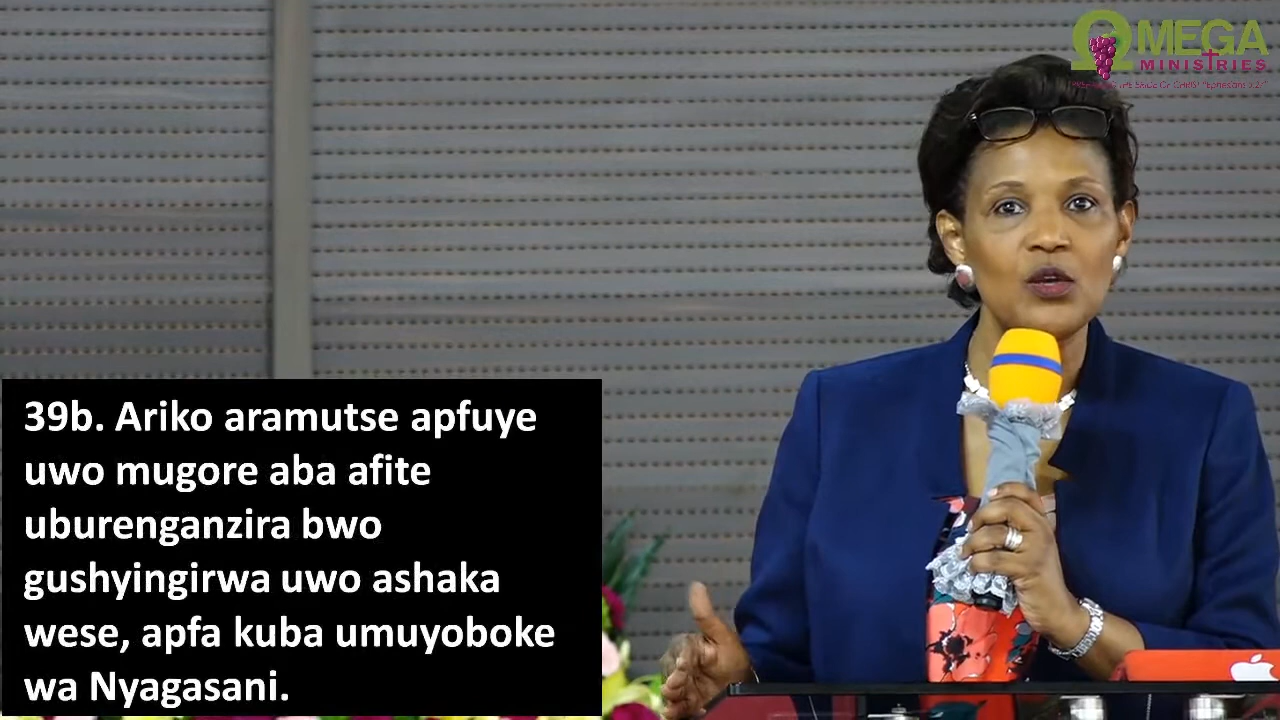 ΩMEGA
MINISTRIES
39b. Ariko aramutse apfuye
uwo mugore aba afite
uburenganzira bwo
gushyingirwa uwo ashaka
wese, apfa kuba umuyoboke
wa Nyagasani.